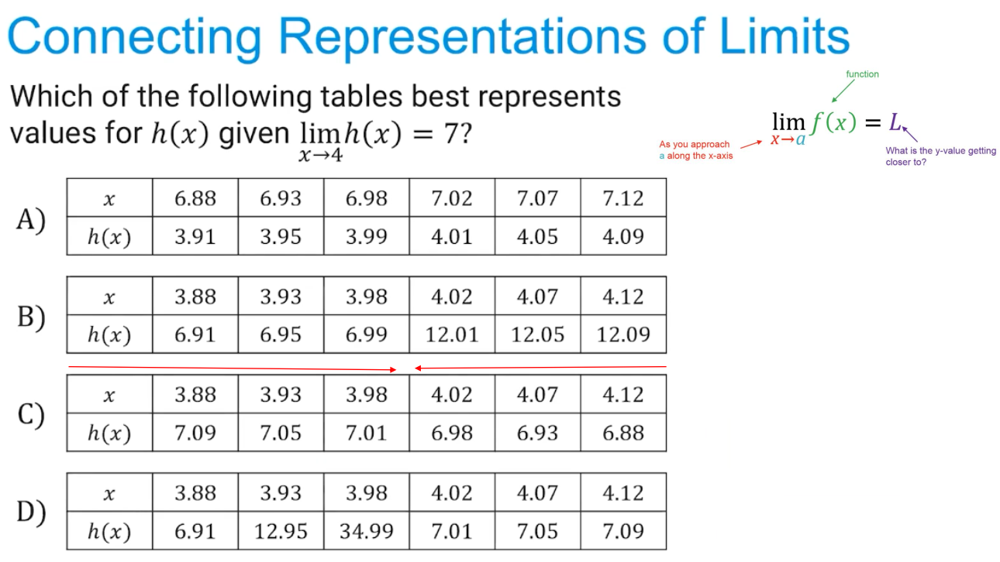 Connecting Representations of Limits
function
Which of the following tables best represents
values for h(x) given lim h(x) = 7?
x→4
lim f(x) = L
x→a
As you approach
a along the x-axis
What is the y-value getting
closer to?
A)
x 6.88 6.93 6.98 7.02 7.07 7.12
h(x) 3.91 3.95 3.99 4.01 4.05 4.09
B)
x 3.88 3.93 3.98 4.02 4.07 4.12
h(x) 6.91 6.95 6.99 12.01 12.05 12.09
C)
x 3.88 3.93 3.98 4.02 4.07 4.12
h(x) 7.09 7.05 7.01 6.98 6.93 6.88
D)
x 3.88 3.93 3.98 4.02 4.07 4.12
h(x) 6.91 12.95 34.99 7.01 7.05 7.09